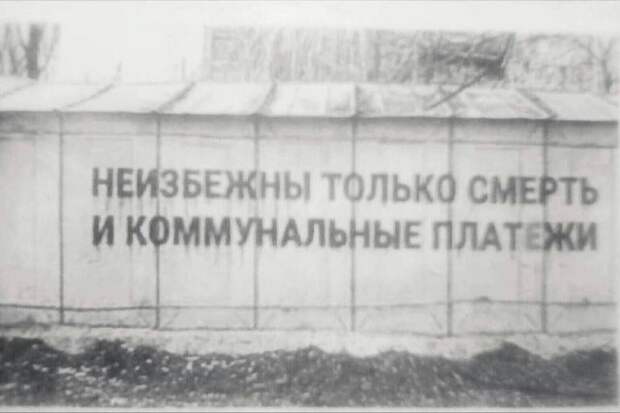 НЕИЗБЕЖНЫ ТОЛЬКО СМЕРТЬ
И КОММУНАЛЬНЫЕ ПЛАТЕЖИ